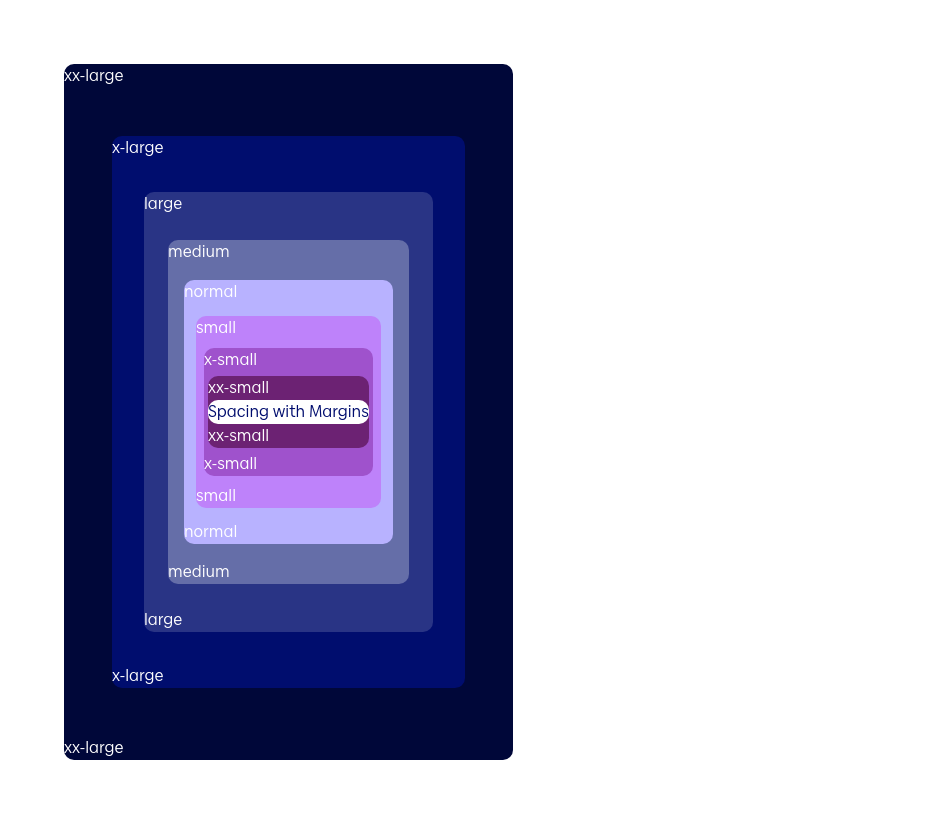 xx-large
x-large
large
medium
normal
small
x-small
xx-small
Spacing with Margins
xx-small
x-small
small
normal
medium
large
x-large
xx-large